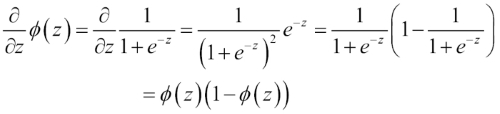 ∂/∂z ϕ(z) = ∂/∂z 1/(1+e^{-z}) = 1/(1+e^{-z})^2 e^{-z} = 1/(1+e^{-z}) (1 − 1/(1+e^{-z}))
= ϕ(z)(1−ϕ(z))